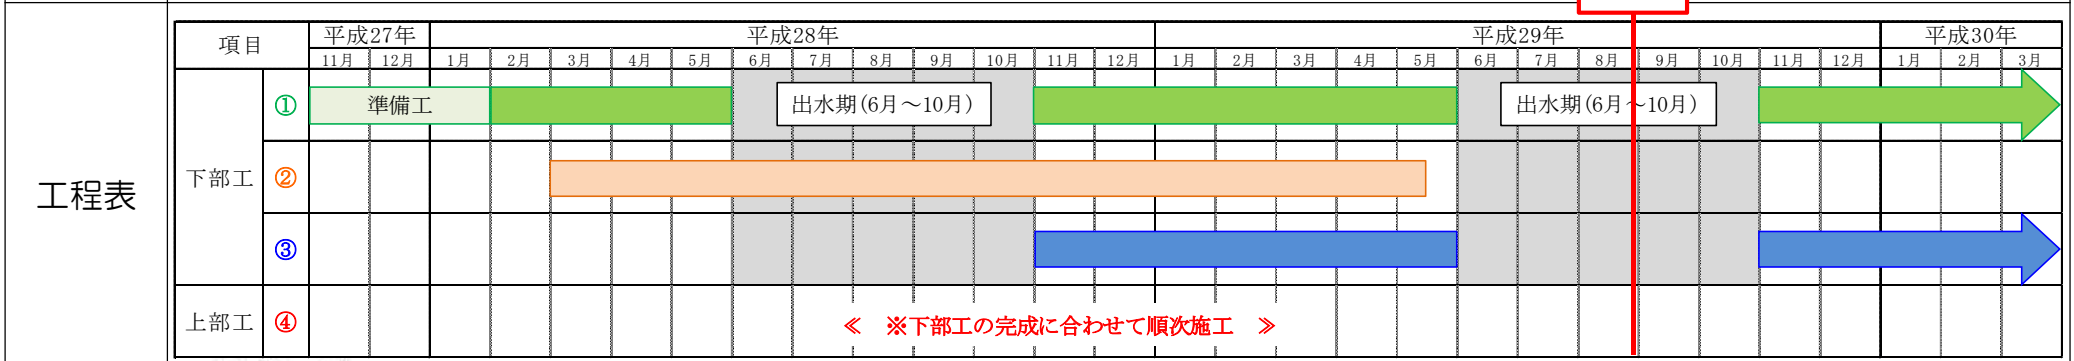 工程表
項目 平成27年 平成28年 平成29年 平成30年
11月 12月 1月 2月 3月 4月 5月 6月 7月 8月 9月 10月 11月 12月 1月 2月 3月 4月 5月 6月 7月 8月 9月 10月 11月 12月 1月 2月 3月
下部工
① 準備工 出水期(6月～10月) 出水期(6月～10月)
②
③
上部工 ④ ≪ ※下部工の完成に合わせて順次施工 ≫